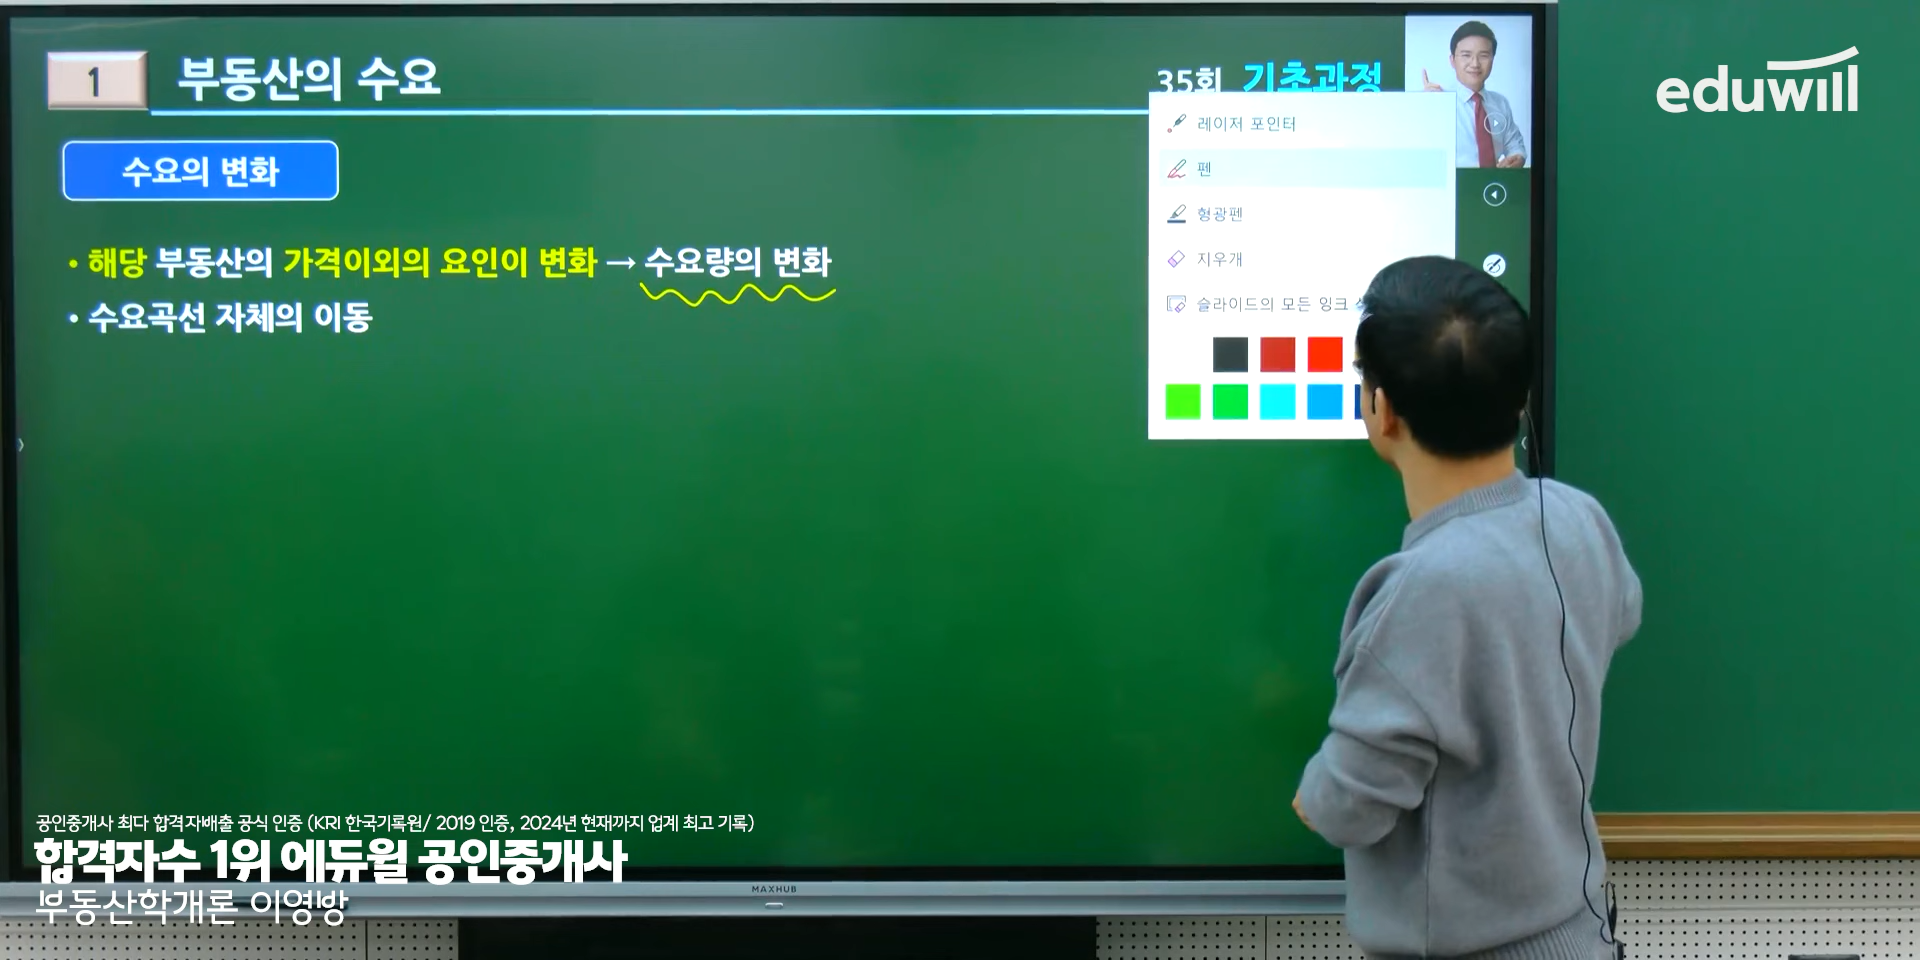 1 부동산의 수요
35회 기초과정
eduwill
수요의 변화
• 해당 부동산의 가격이외의 요인이 변화 → 수요량의 변화
• 수요곡선 자체의 이동
레이저 포인터
펜
형광펜
지우개
슬라이드의 모든 잉크
공인중개사 최다 합격자배출 공식 인증 (KRI 한국기록원/ 2019 인증, 2024년 현재까지 업계 최고 기록)
합격자수 1위 에듀윌 공인중개사
부동산학개론 이영방
MAXHUB